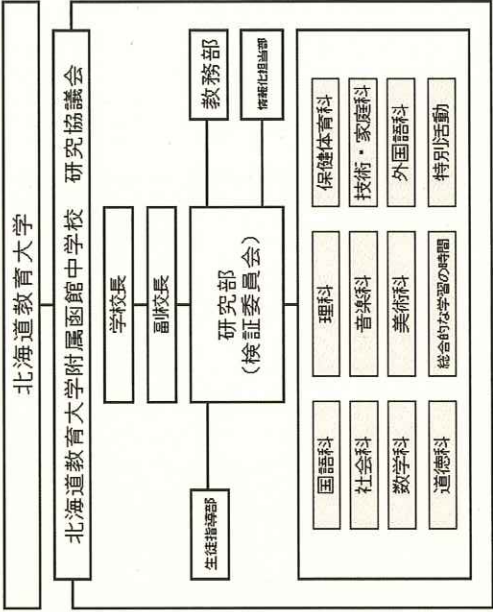 北海道教育大学
北海道教育大学附属函館中学校 研究協議会
学校長
副校長
研究部
(検証委員会)
教務部
情報化担当部
生徒指導部
国語科
理科
保健体育科
社会科
音楽科
技術・家庭科
数学科
美術科
外国語科
道徳科
総合的な学習の時間
特別活動